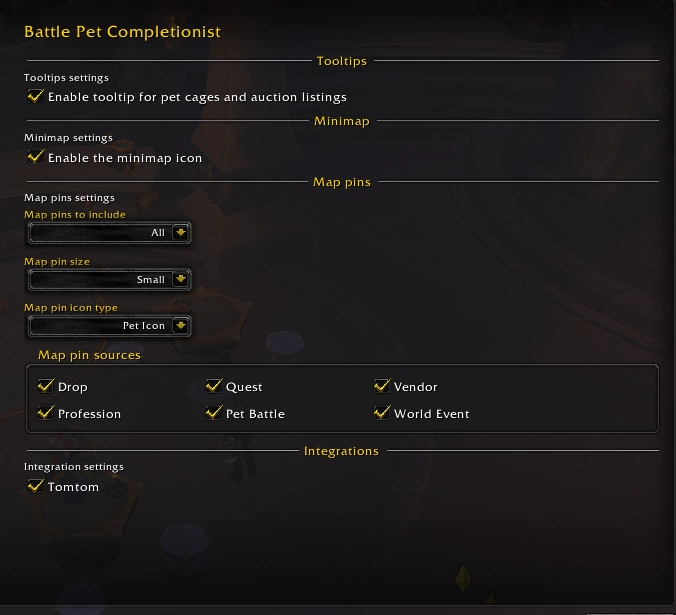 Battle Pet Completionist
Tooltips
Tooltips settings
Enable tooltip for pet cages and auction listings
Minimap
Minimap settings
Enable the minimap icon
Map pins
Map pins settings
Map pins to include
All
Map pin size
Small
Map pin icon type
Pet Icon
Map pin sources
Drop Quest Vendor
Profession Pet Battle World Event
Integrations
Integration settings
Tomtom